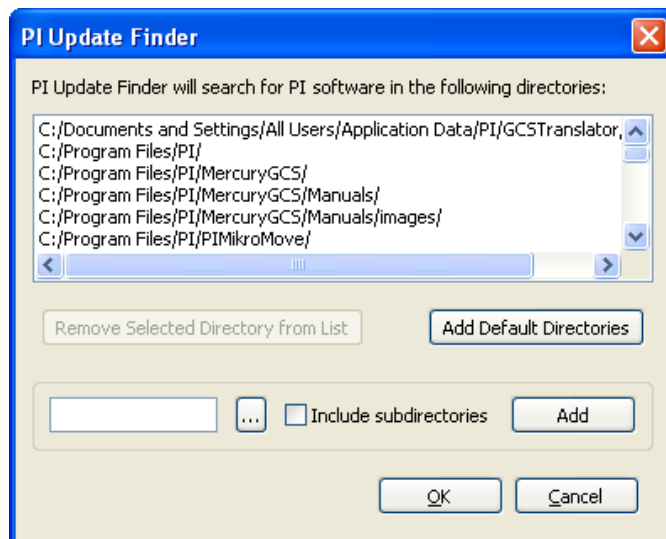 PI Update Finder
PI Update Finder will search for PI software in the following directories:
C:/Documents and Settings/All Users/Application Data/PI/GCSTranslator,
C:/Program Files/PI/
C:/Program Files/PI/MercuryGCS/
C:/Program Files/PI/MercuryGCS/Manuals/
C:/Program Files/PI/MercuryGCS/Manuals/images/
C:/Program Files/PI/PIMikroMove/
Remove Selected Directory from List
Add Default Directories
...
Include subdirectories
Add
OK
Cancel